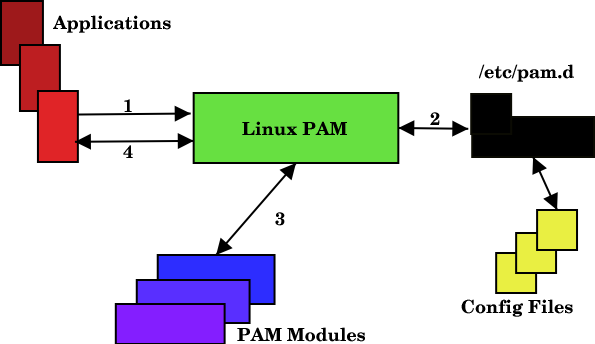 Applications
/etc/pam.d
1
2
Linux PAM
4
3
Config Files
PAM Modules